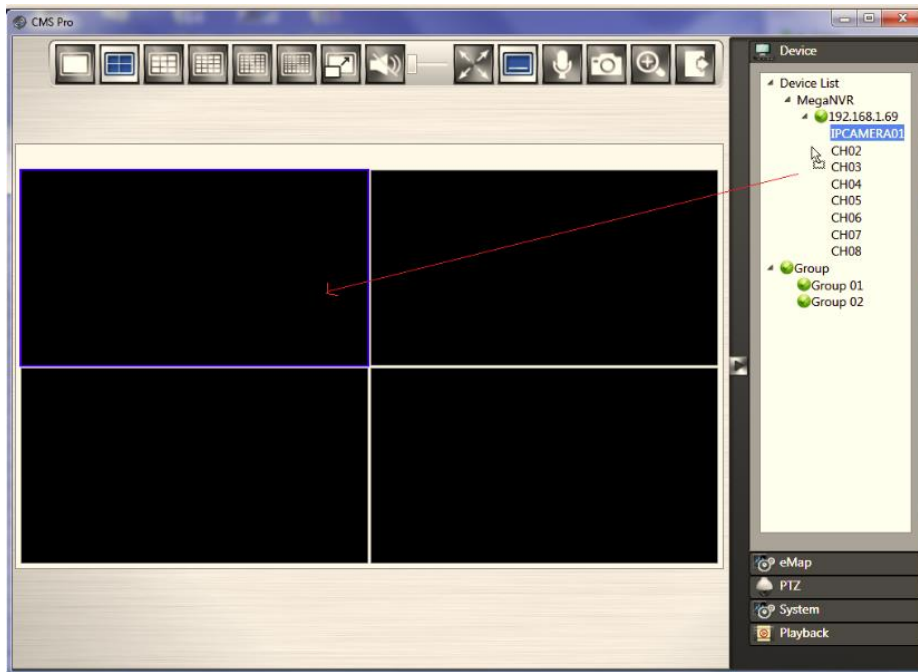 CMS Pro
Device
Device List
MegaNVR
192.168.1.69
IPCAMERA01
CH02
CH03
CH04
CH05
CH06
CH07
CH08
Group
Group 01
Group 02
eMap
PTZ
System
Playback